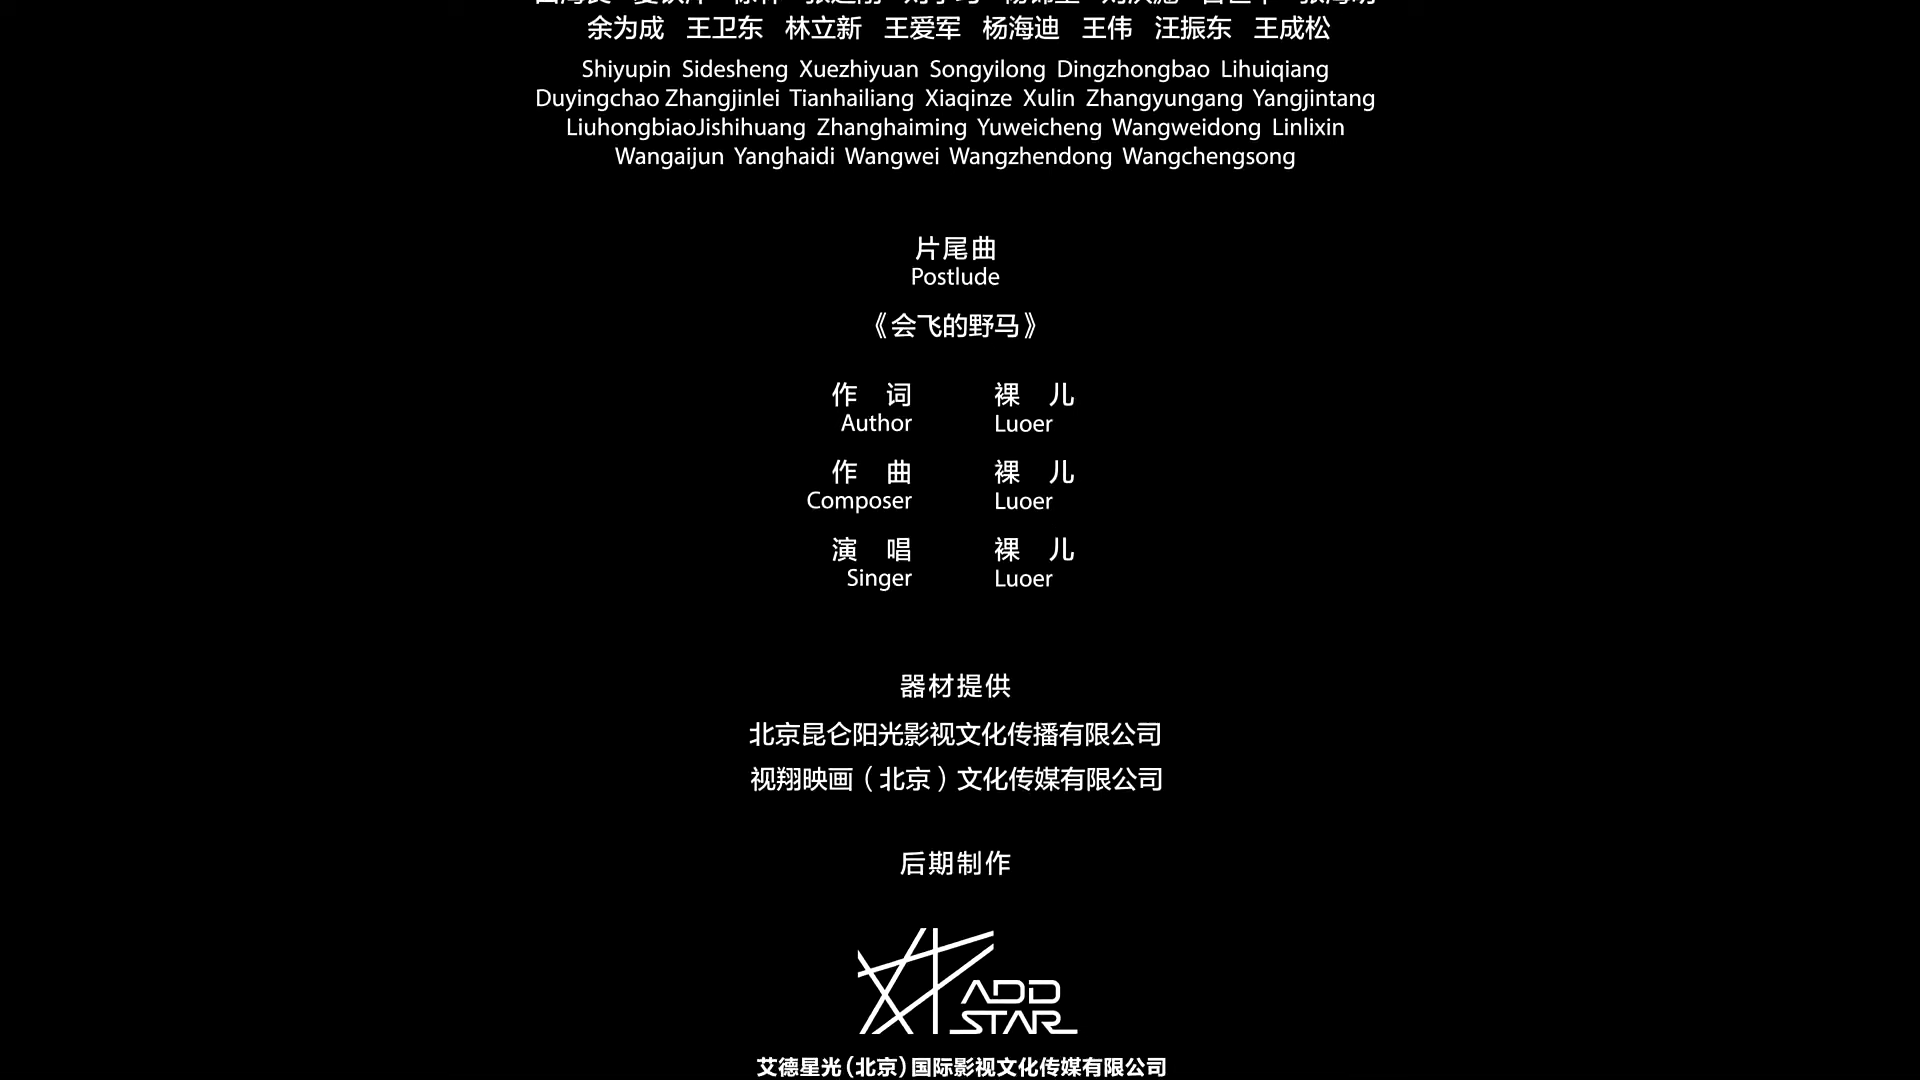 余为成 王卫东 林立新 王爱军 杨海迪 王伟 汪振东 王成松
Shiyupin Sidesheng Xuezhiyuan Songyilong Dingzhongbao Lihuiqiang
Duyingchao Zhangjinlei Tianhailiang Xiaqinze Xulin Zhangyungang Yangjintang
LiuhongbiaoJishihuang Zhanghaiming Yuweicheng Wangweidong Linlixin
Wangaijun Yanghaidi Wangwei Wangzhendong Wangchengsong
片尾曲
Postlude
《会飞的野马》
作 词 裸 儿
Author Luoer
作 曲 裸 儿
Composer Luoer
演 唱 裸 儿
Singer Luoer
器材提供
北京昆仑阳光影视文化传播有限公司
视翔映画（北京）文化传媒有限公司
后期制作
ADD
STAR
艾德星光（北京）国际影视文化传媒有限公司